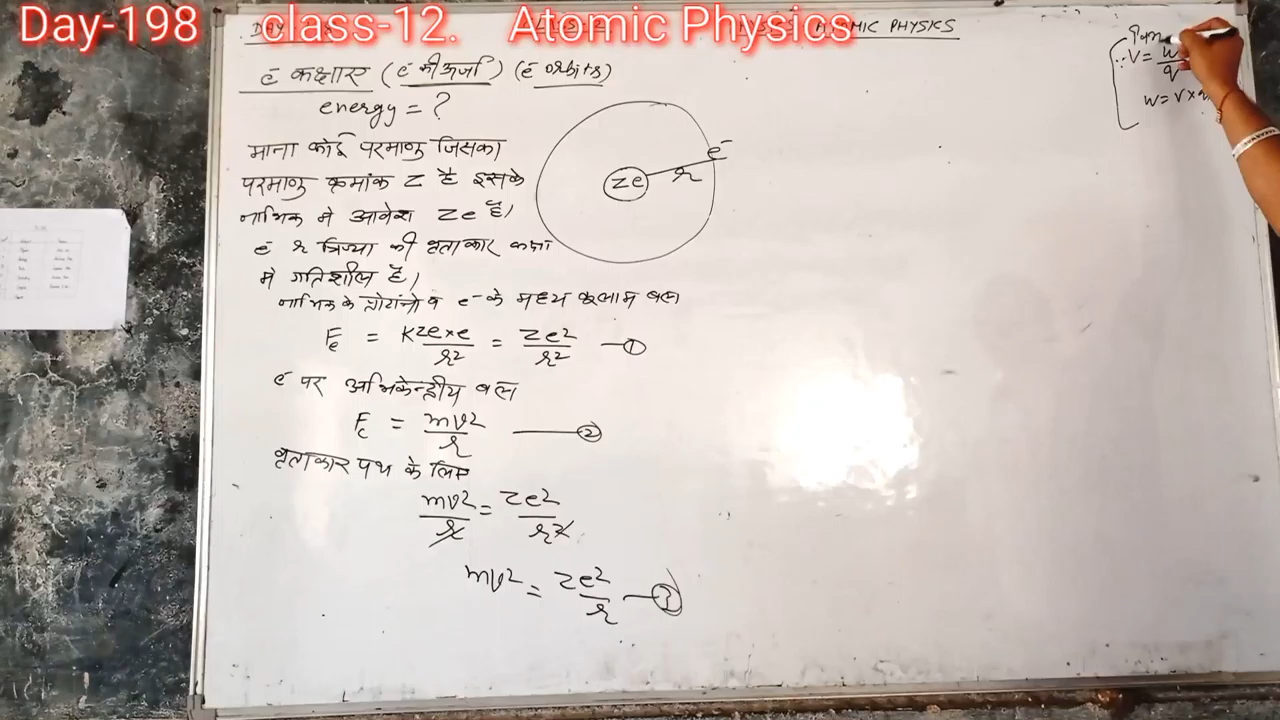 Day-198 class-12. Atomic Physics
ATOMIC PHYSICS
e⁻ कक्षाए (e⁻ की ऊर्जा) (e⁻ orbits)
energy = ?
माना कोई परमाणु जिसका
परमाणु क्रमांक Z है इसके
नाभिक मे आवेश Ze है।
e⁻ r त्रिज्या की वृताकार कक्षा
मे गतिशील है।
नाभिक के प्रोटॉनो व e⁻ के मध्य कूलाम बल
Fe = KZe×e/r² = Ze²/r² —①
e⁻ पर अभिकेन्द्रीय बल
Fc = mv²/r —②
वृताकार पथ के लिए
mv²/r = Ze²/r²
mv² = Ze²/r —③
Ze
r
e⁻
∵ V = W/q
W = V×q